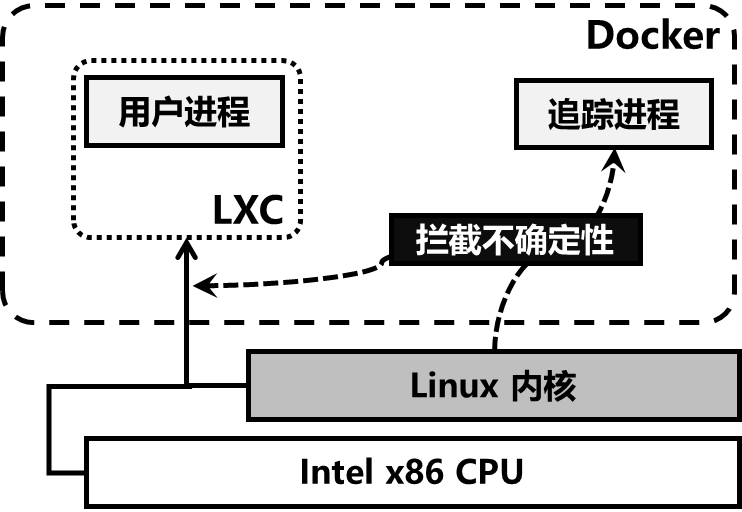 Docker
用户进程
追踪进程
LXC
拦截不确定性
Linux 内核
Intel x86 CPU